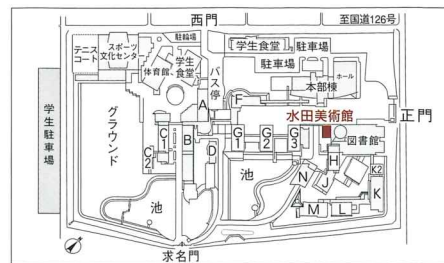 西門
至国道126号
テニス
コート
スポーツ
文化センタ
駐輪場
体育館
学生
食堂
バス停
学生食堂
駐車場
駐車場
本部棟
ホール
正門
水田美術館
図書館
学生駐車場
グラウンド
A
F
C1
C2
B
D
G1
G2
G3
H
N
J
K2
K
M
L
池
池
求名門